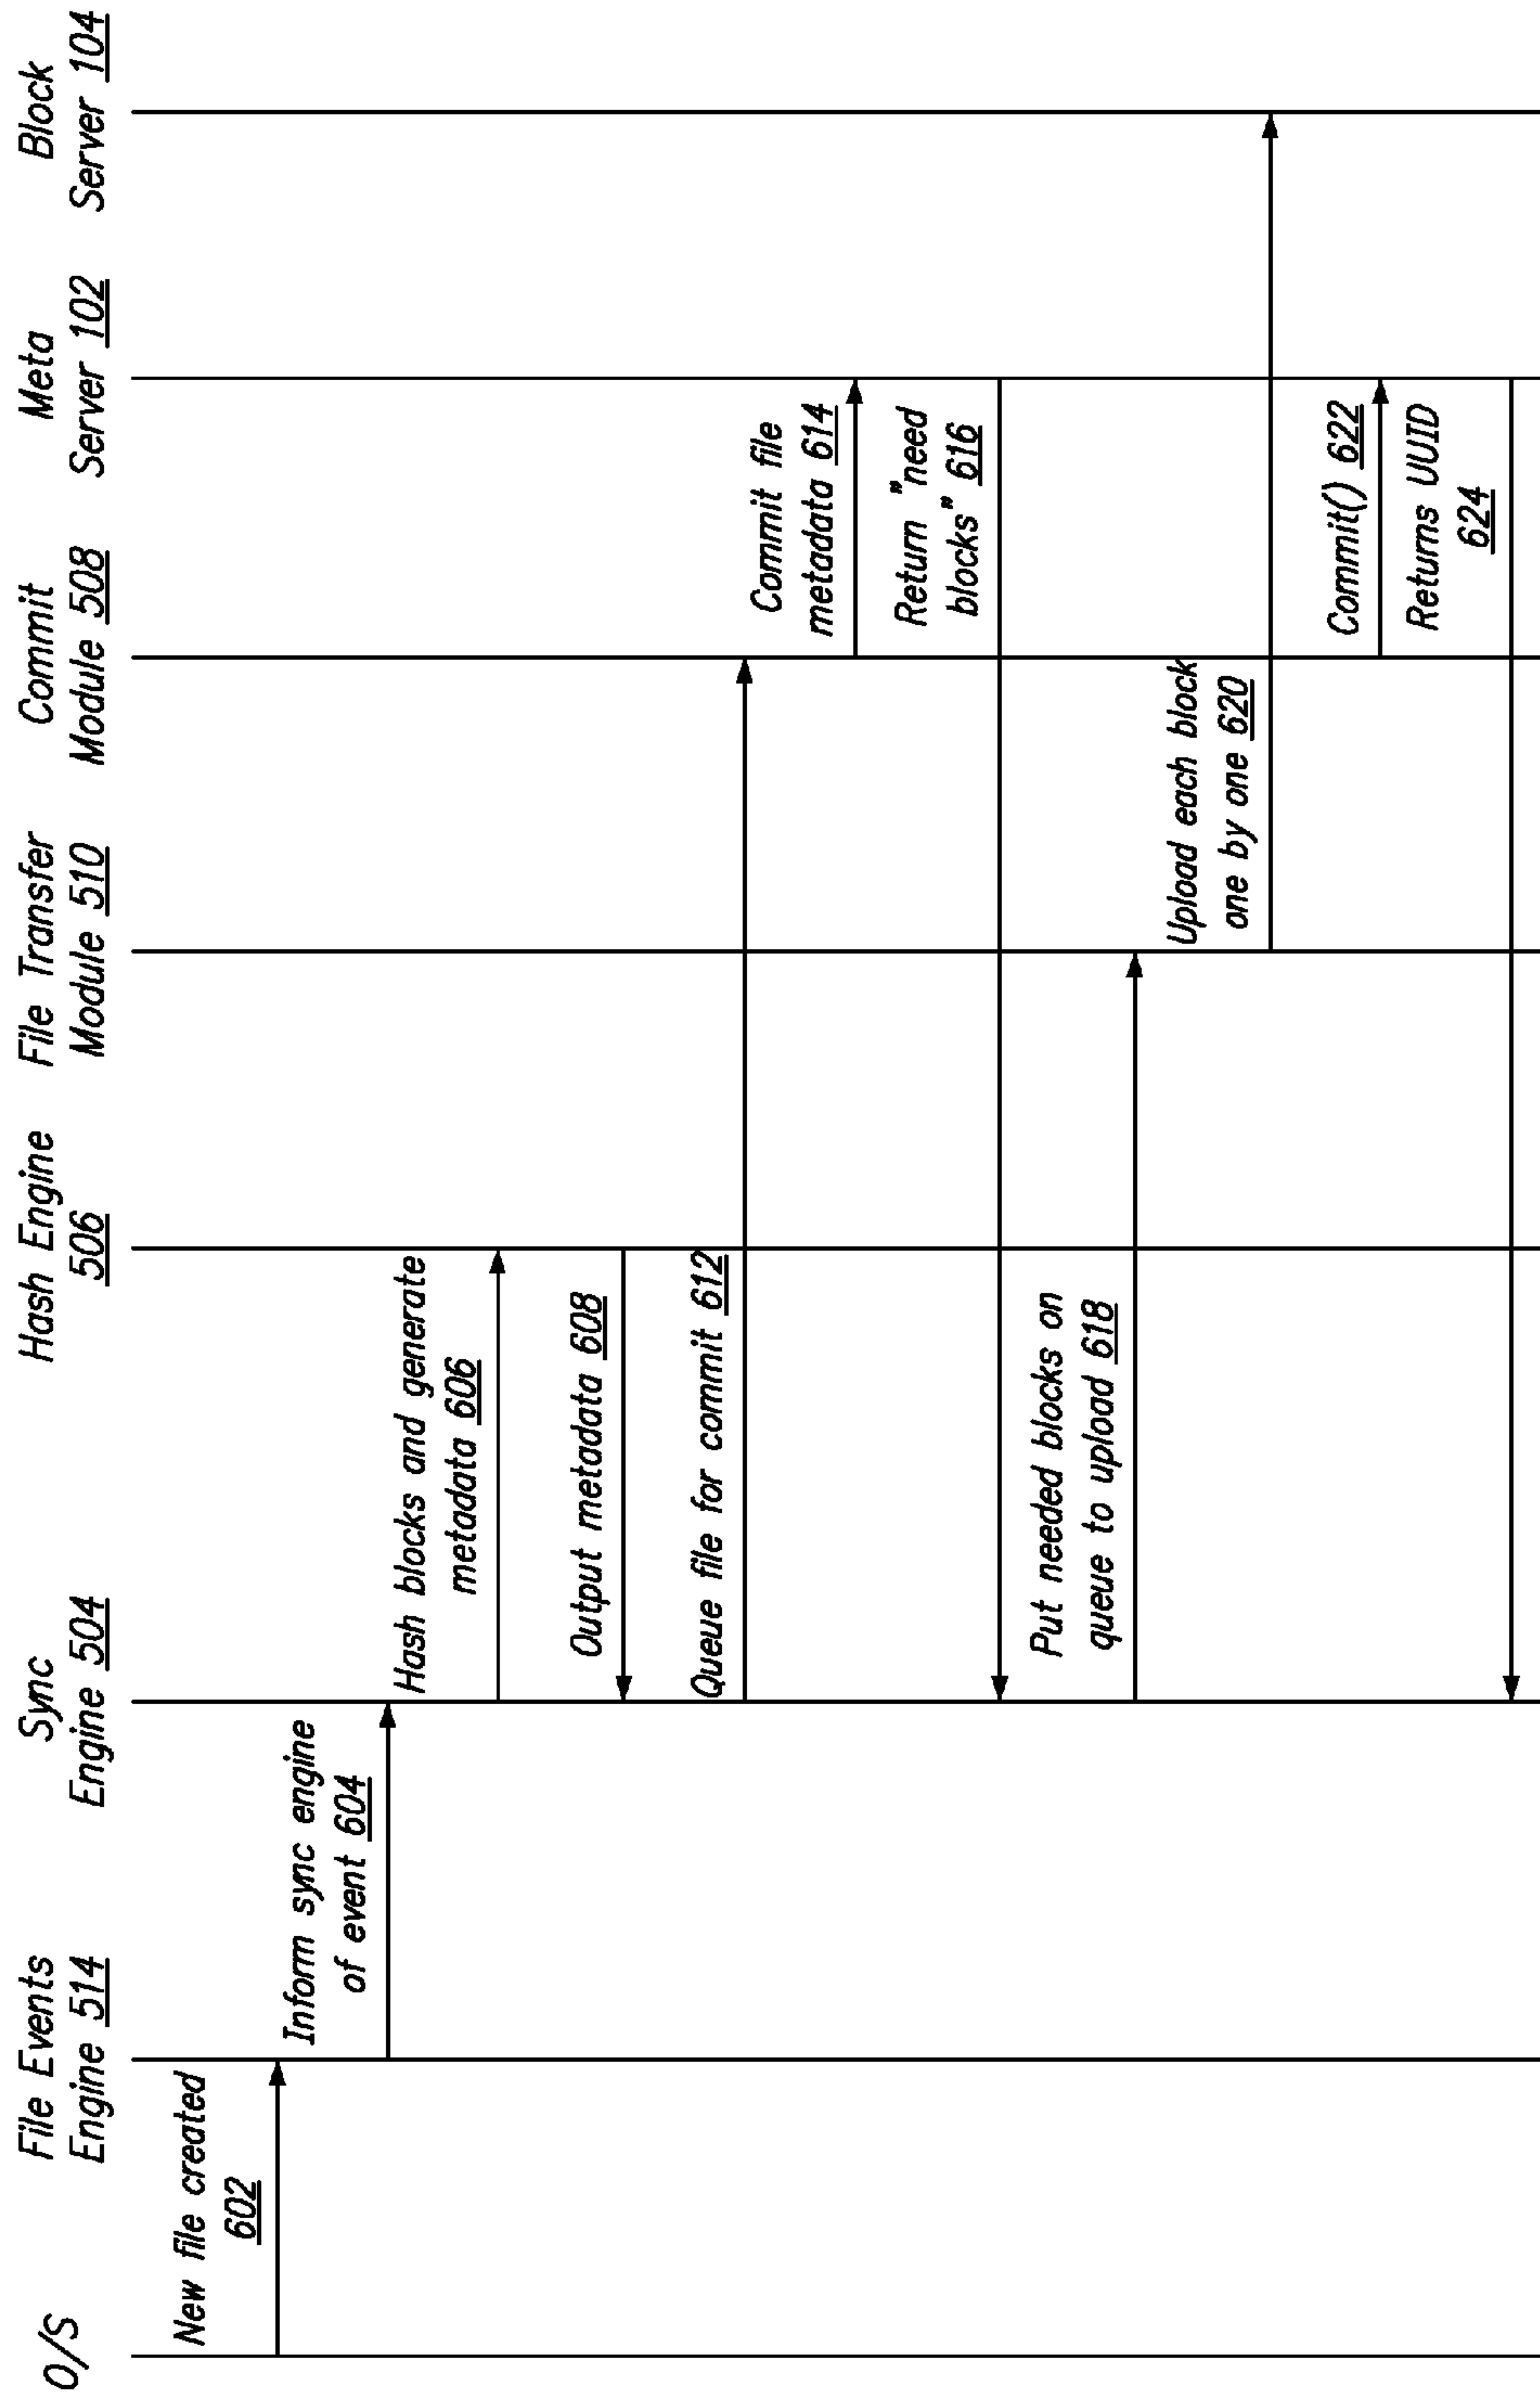 O/S
File Events
Engine 514
Sync
Engine 504
Hash Engine
506
File Transfer
Module 510
Commit
Module 508
Meta
Server 102
Block
Server 104
New file created
602
Inform sync engine
of event 604
Hash blocks and generate
metadata 606
Output metadata 608
Queue file for commit 612
Commit file
metadata 614
Return "need
blocks" 616
Put needed blocks on
queue to upload 618
Upload each block
one by one 620
Commit() 622
Returns UUID
624